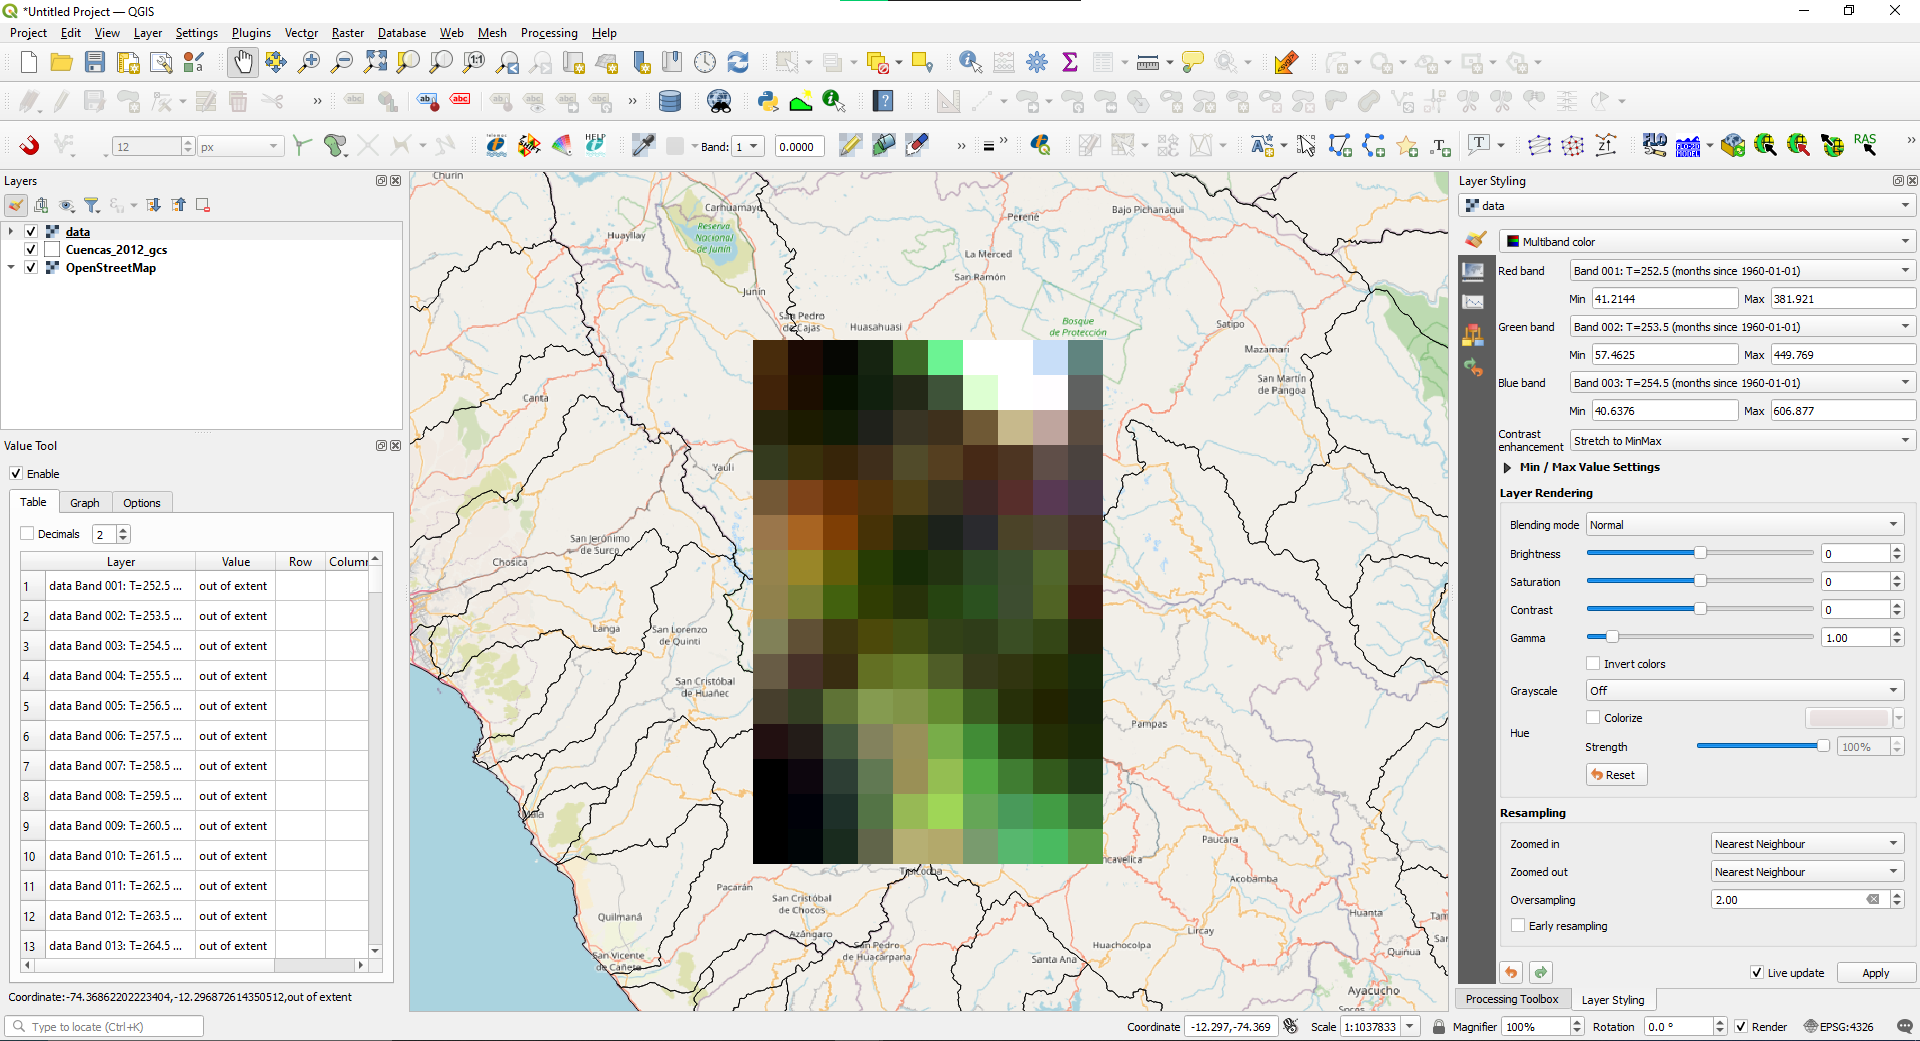 *Untitled Project — QGIS
Project Edit View Layer Settings Plugins Vector Raster Database Web Mesh Processing Help
12 px HELP Band: 1 0.0000 RAS
Layers
data
Cuencas_2012_gcs
OpenStreetMap
Value Tool
Enable
Table Graph Options
Decimals 2
Layer Value Row Column
1 data Band 001: T=252.5 ... out of extent
2 data Band 002: T=253.5 ... out of extent
3 data Band 003: T=254.5 ... out of extent
4 data Band 004: T=255.5 ... out of extent
5 data Band 005: T=256.5 ... out of extent
6 data Band 006: T=257.5 ... out of extent
7 data Band 007: T=258.5 ... out of extent
8 data Band 008: T=259.5 ... out of extent
9 data Band 009: T=260.5 ... out of extent
10 data Band 010: T=261.5 ... out of extent
11 data Band 011: T=262.5 ... out of extent
12 data Band 012: T=263.5 ... out of extent
13 data Band 013: T=264.5 ... out of extent
Coordinate:-74.36862202223404,-12.296872614350512,out of extent
Type to locate (Ctrl+K)
Churín
Carhuamayo
Reserva
Nacional
de Junín
Huayllay
Perené
Bajo Pichanaqui
La Merced
San Ramón
Junín
San Pedro
de Cajas
Huasahuasi
Bosque
de Protección
Satipo
Mazamari
San Martín
de Pangoa
Canta
Yauli
San Jerónimo
de Surco
Chosica
Langa
San Lorenzo
de Quinti
San Cristóbal
de Huañec
Pampas
Mala
Paucara
ncavelica
Ticrapo
Pacarán
San Cristóbal
de Chocos
Acobamba
Quilmaná
Azángaro
Huanta
Lircay
San Pedro
de Huacarpana
Huachocolpa
Santa Ana
Quinua
San Vicente
de Cañete
Ayacucho
Layer Styling
data
Multiband color
Red band Band 001: T=252.5 (months since 1960-01-01)
Min 41.2144 Max 381.921
Green band Band 002: T=253.5 (months since 1960-01-01)
Min 57.4625 Max 449.769
Blue band Band 003: T=254.5 (months since 1960-01-01)
Min 40.6376 Max 606.877
Contrast
enhancement Stretch to MinMax
Min / Max Value Settings
Layer Rendering
Blending mode Normal
Brightness 0
Saturation 0
Contrast 0
Gamma 1.00
Invert colors
Grayscale Off
Colorize
Hue
Strength 100%
Reset
Resampling
Zoomed in Nearest Neighbour
Zoomed out Nearest Neighbour
Oversampling 2.00
Early resampling
Live update Apply
Processing Toolbox Layer Styling
Coordinate -12.297,-74.369 Scale 1:1037833 Magnifier 100% Rotation 0.0 ° Render EPSG:4326